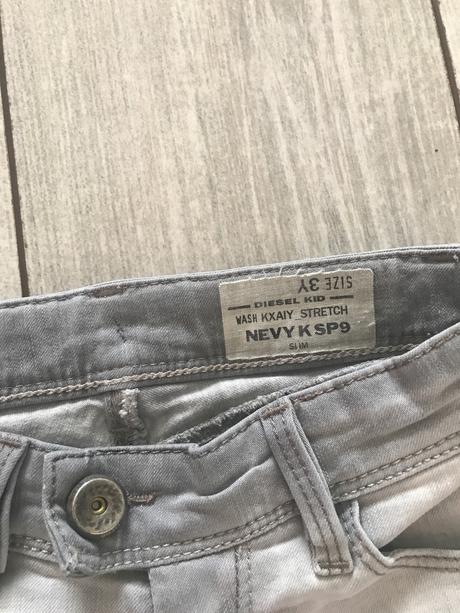 SIZE 3Y
DIESEL KID
WASH KXAIY_STRETCH
NEVY K SP9
SLIM